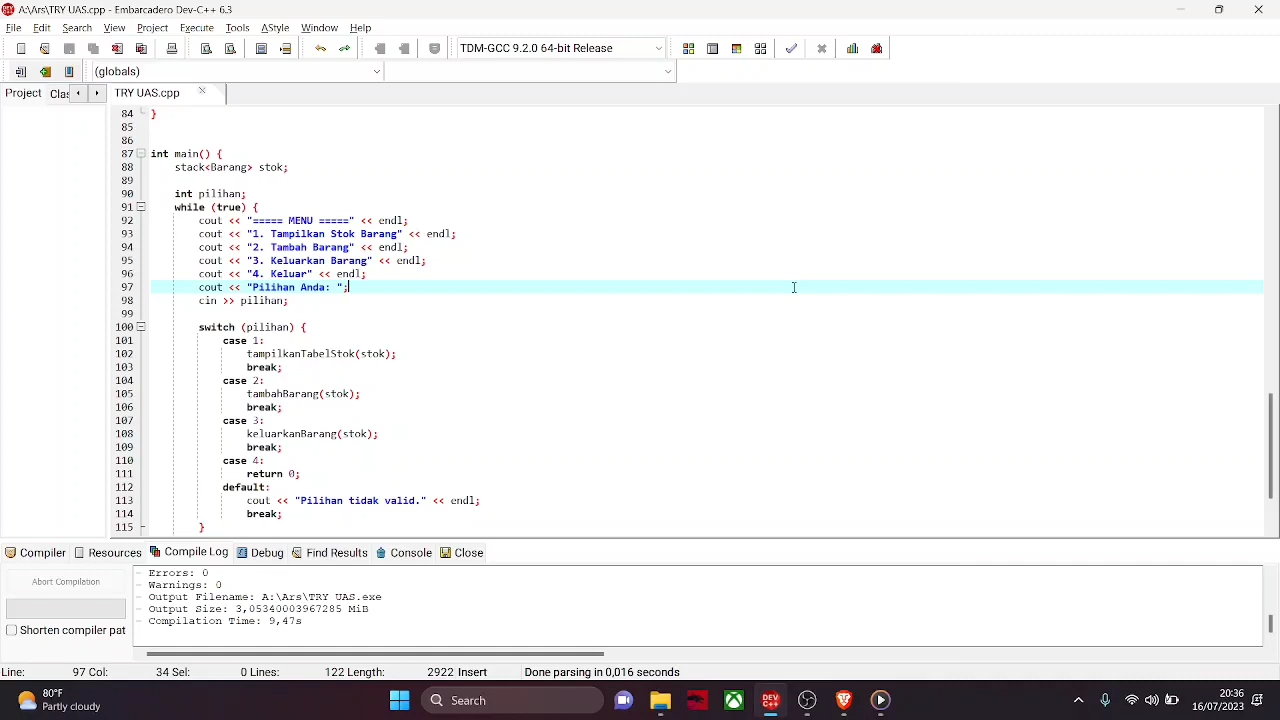 A:\Ars\TRY UAS.cpp - Embarcadero Dev-C++ 6.3
File Edit Search View Project Execute Tools AStyle Window Help
TDM-GCC 9.2.0 64-bit Release
(globals)
Project Clas TRY UAS.cpp
84 }
85
86
87 int main() {
88 stack<Barang> stok;
89
90 int pilihan;
91 while (true) {
92 cout << "===== MENU =====" << endl;
93 cout << "1. Tampilkan Stok Barang" << endl;
94 cout << "2. Tambah Barang" << endl;
95 cout << "3. Keluarkan Barang" << endl;
96 cout << "4. Keluar" << endl;
97 cout << "Pilihan Anda: ";
98 cin >> pilihan;
99
100 switch (pilihan) {
101 case 1:
102 tampilkanTabelStok(stok);
103 break;
104 case 2:
105 tambahBarang(stok);
106 break;
107 case 3:
108 keluarkanBarang(stok);
109 break;
110 case 4:
111 return 0;
112 default:
113 cout << "Pilihan tidak valid." << endl;
114 break;
115 }
Compiler Resources Compile Log Debug Find Results Console Close
Abort Compilation
Shorten compiler pat
- Errors: 0
- Warnings: 0
- Output Filename: A:\Ars\TRY UAS.exe
- Output Size: 3,05340003967285 MiB
- Compilation Time: 9,47s
Line: 97 Col: 34 Sel: 0 Lines: 122 Length: 2922 Insert Done parsing in 0,016 seconds
80°F
Partly cloudy
Search
DEV C++
20:36
16/07/2023